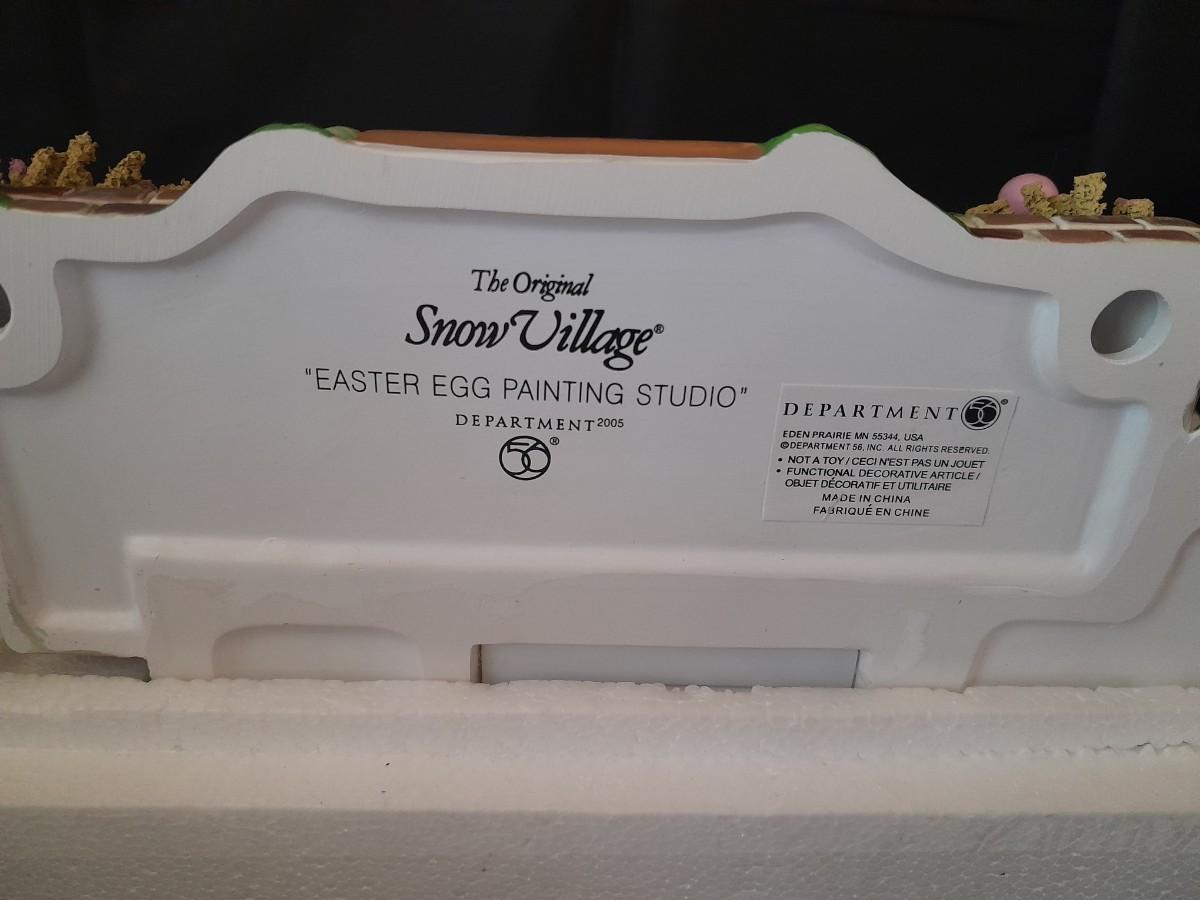 The Original
Snow Village®
"EASTER EGG PAINTING STUDIO"
DEPARTMENT 2005
56®
DEPARTMENT 56®
EDEN PRAIRIE MN 55344, USA
©DEPARTMENT 56, INC. ALL RIGHTS RESERVED.
• NOT A TOY / CECI N'EST PAS UN JOUET
• FUNCTIONAL DECORATIVE ARTICLE /
OBJET DÉCORATIF ET UTILITAIRE
MADE IN CHINA
FABRIQUÉ EN CHINE